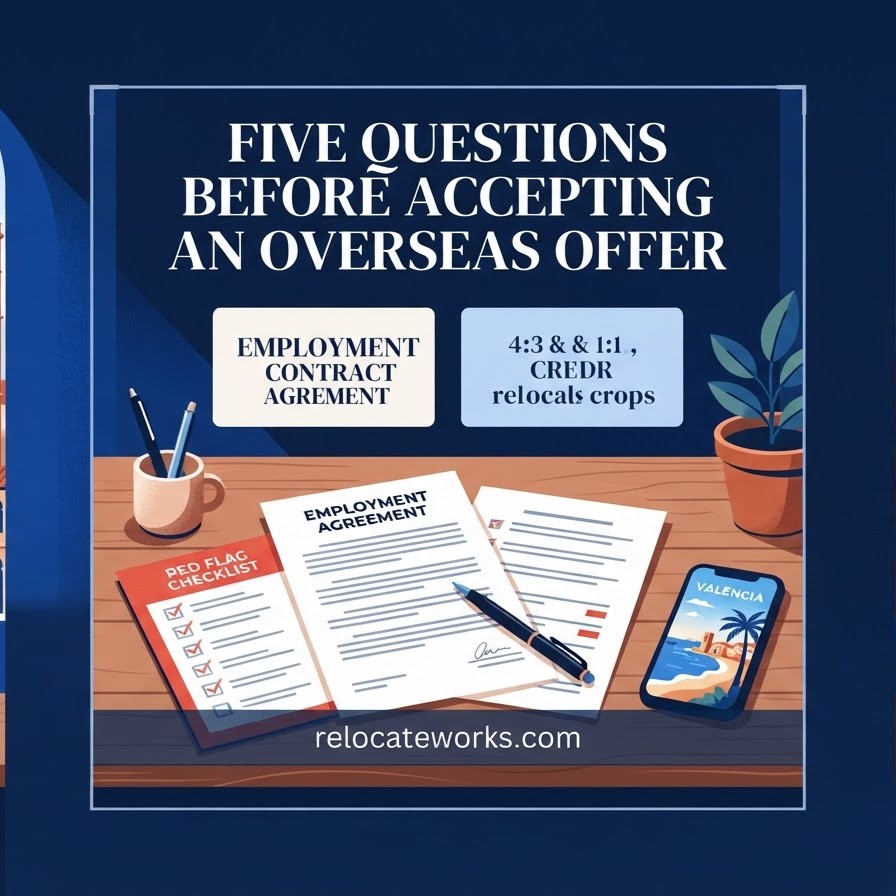 FIVE QUESTIONS
BEFORE ACCEPTING
AN OVERSEAS OFFER
EMPLOYMENT
CONTRACT
AGREMENT
4:3 & & 1:1 ,
CREDR
relocals crops
EMPLOYMENT
AGREEMENT
RED FLAG
CHECKLIST
VALENCIA
relocateworks.com